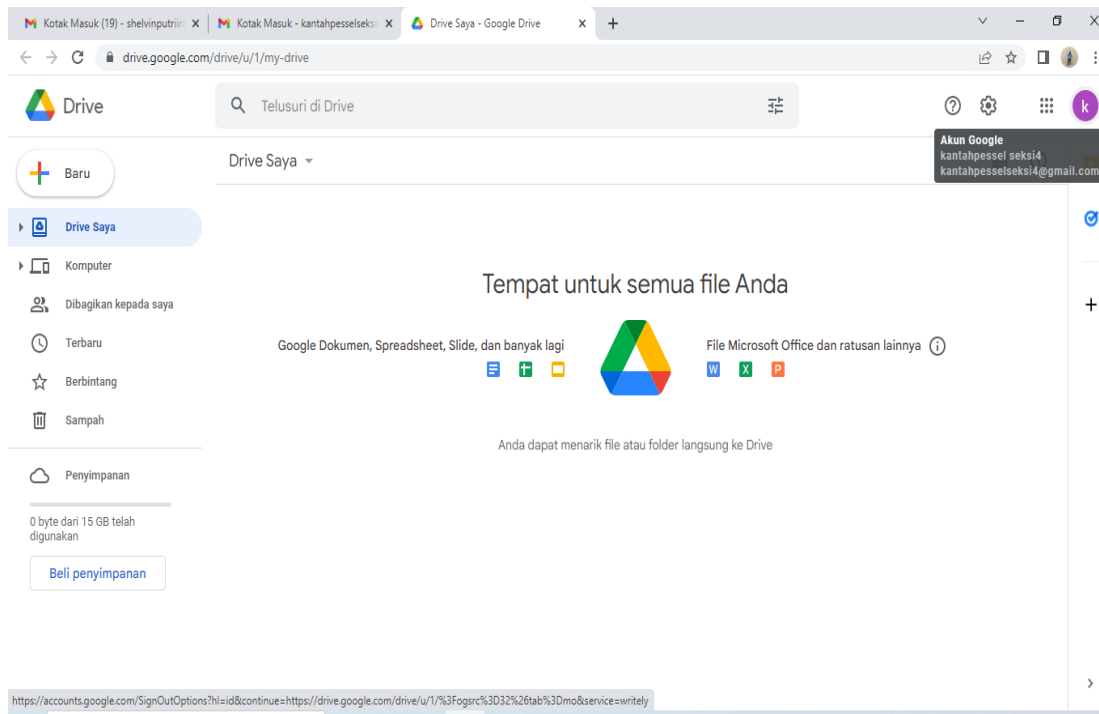 Kotak Masuk (19) - shelvinputriir
Kotak Masuk - kantahpesselseksi
Drive Saya - Google Drive
drive.google.com/drive/u/1/my-drive
Drive
Telusuri di Drive
k
Akun Google
kantahpessel seksi4
kantahpesselseksi4@gmail.com
Baru
Drive Saya
Drive Saya
Komputer
Dibagikan kepada saya
Terbaru
Berbintang
Sampah
Penyimpanan
0 byte dari 15 GB telah
digunakan
Beli penyimpanan
Tempat untuk semua file Anda
Google Dokumen, Spreadsheet, Slide, dan banyak lagi
File Microsoft Office dan ratusan lainnya
W X P
Anda dapat menarik file atau folder langsung ke Drive
https://accounts.google.com/SignOutOptions?hl=id&continue=https://drive.google.com/drive/u/1/%3Fogsrc%3D32%26tab%3Dmo&service=writely